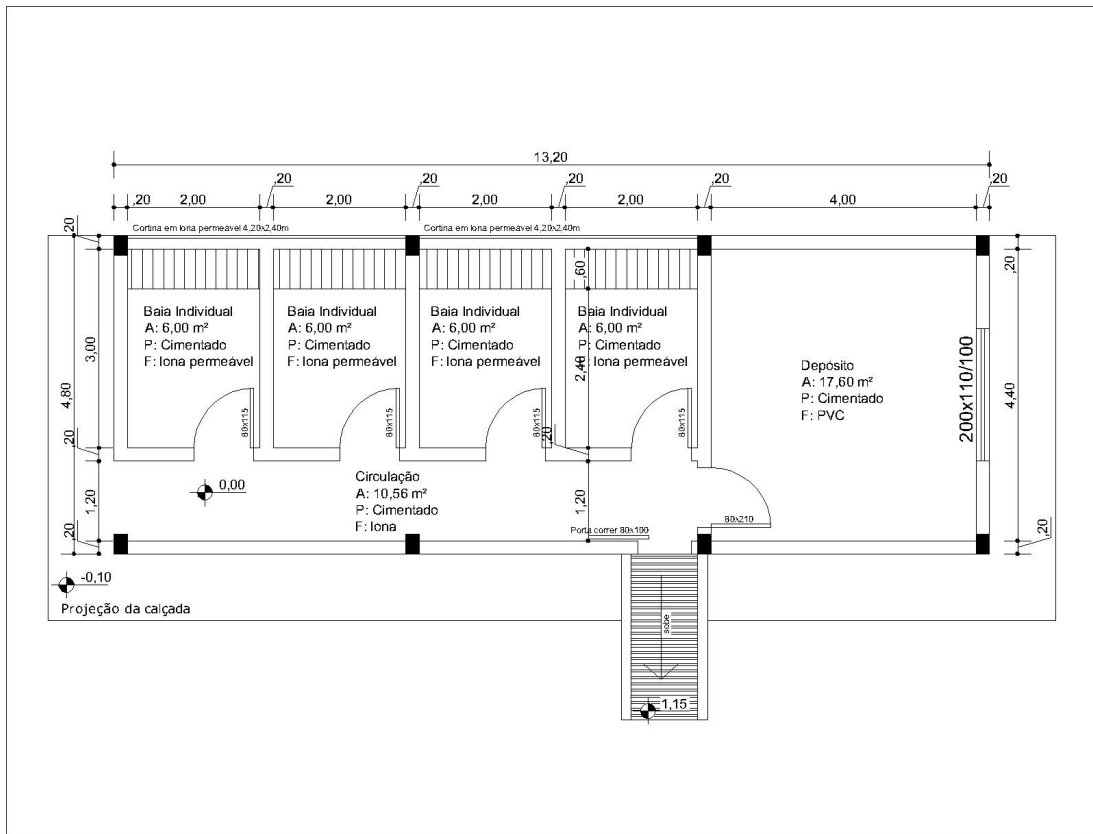 13,20
,20
,20
,20
,20
,20
,20
2,00
2,00
2,00
2,00
4,00
Cortina em lona permeável 4,20x2,40m
Cortina em lona permeável 4,20x2,40m
,20
,60
,20
Baia Individual
A: 6,00 m²
P: Cimentado
F: lona permeável
Baia Individual
A: 6,00 m²
P: Cimentado
F: lona permeável
Baia Individual
A: 6,00 m²
P: Cimentado
F: lona permeável
Baia Individual
A: 6,00 m²
P: Cimentado
F: lona permeável
3,00
4,80
2,40
Depósito
A: 17,60 m²
P: Cimentado
F: PVC
200x110/100
4,40
80x115
80x115
80x115
80x115
,20
,20
0,00
Circulação
A: 10,56 m²
P: Cimentado
F: lona
1,20
1,20
80x210
Porta correr 80x100
,20
,20
-0,10
Projeção da calçada
sobe
1,15